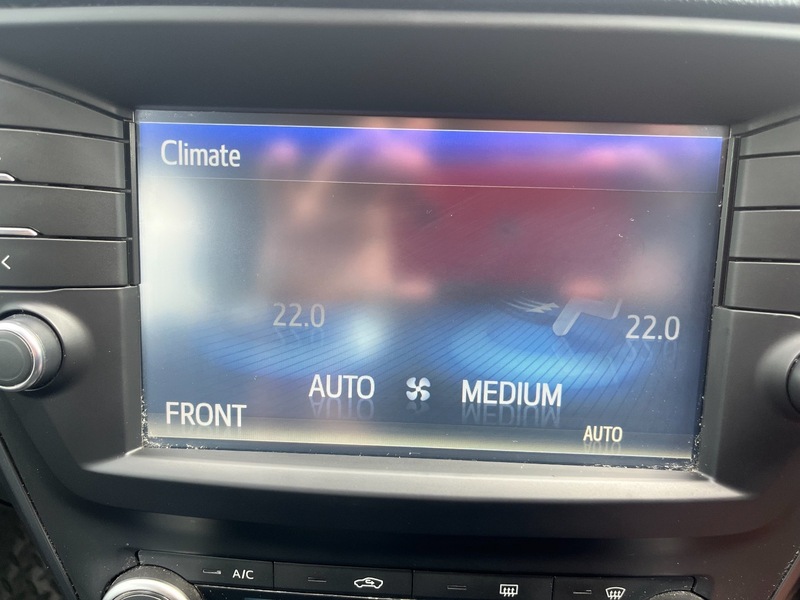 Climate
22.0 22.0
AUTO MEDIUM
FRONT
AUTO
A/C